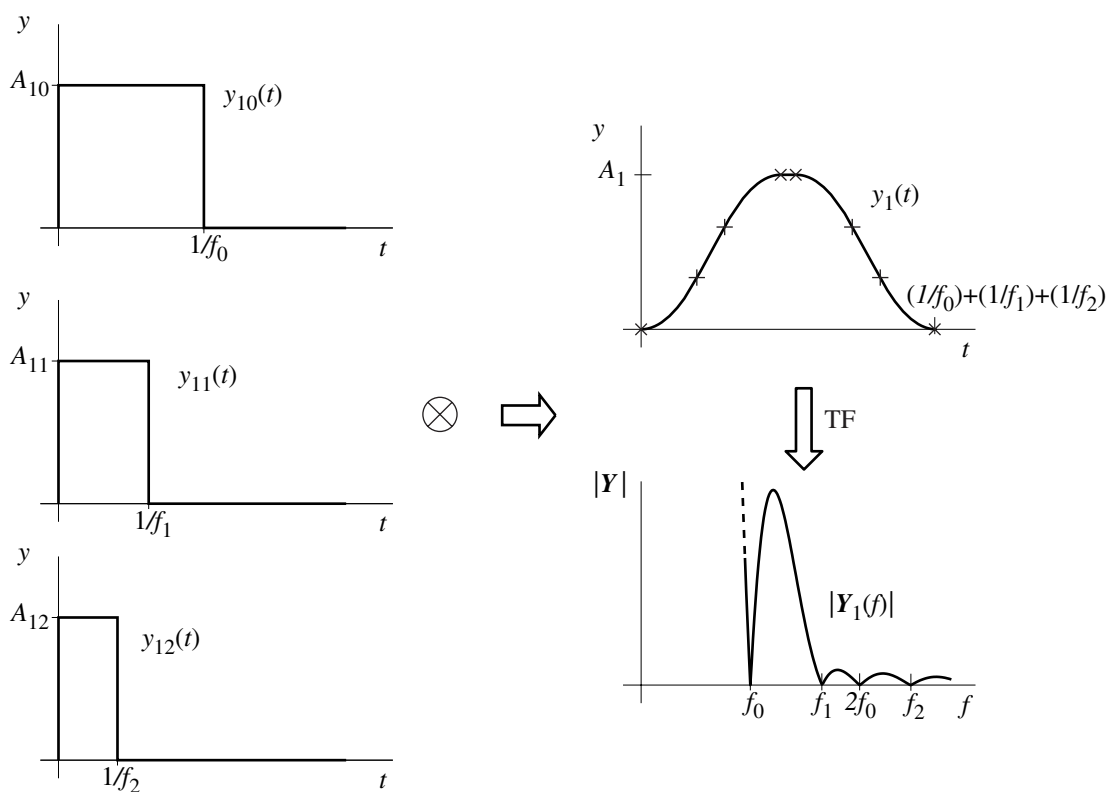 y
A10
y10(t)
1/f0
t
y
A11
y11(t)
1/f1
t
y
A12
y12(t)
1/f2
t
y
A1
y1(t)
(1/f0)+(1/f1)+(1/f2)
t
TF
|Y|
|Y1(f)|
f0
f1
2f0
f2
f